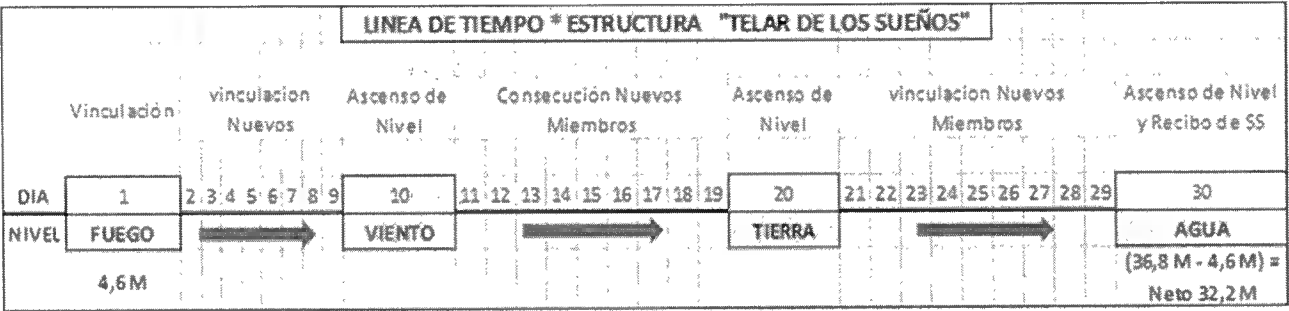 LINEA DE TIEMPO * ESTRUCTURA "TELAR DE LOS SUEÑOS"
Vinculación
vinculacion
Nuevos
Ascenso de
Nivel
Consecución Nuevos
Miembros
Ascenso de
Nivel
vinculacion Nuevos
Miembros
Ascenso de Nivel
y Recibo de SS
DIA 1 2 3 4 5 6 7 8 9 10 11 12 13 14 15 16 17 18 19 20 21 22 23 24 25 26 27 28 29 30
NIVEL FUEGO VIENTO TIERRA AGUA
4,6M
(36,8 M - 4,6 M) =
Neto 32,2 M